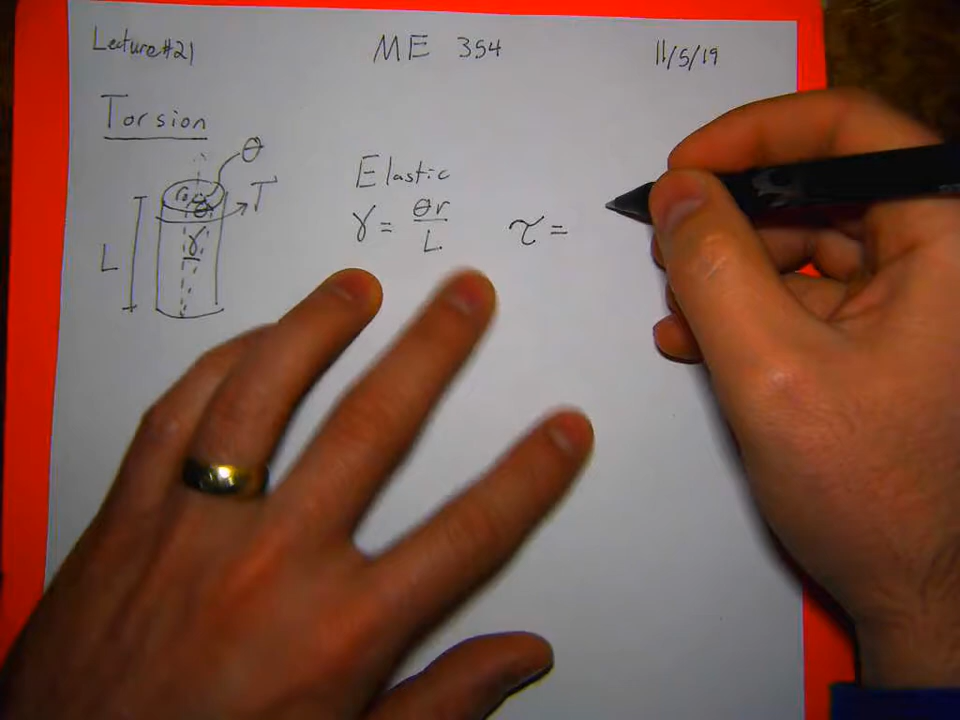 Lecture #21 ME 354 11/5/19
Torsion
θ
r θ T
L γ
Elastic
γ = θr/L τ =